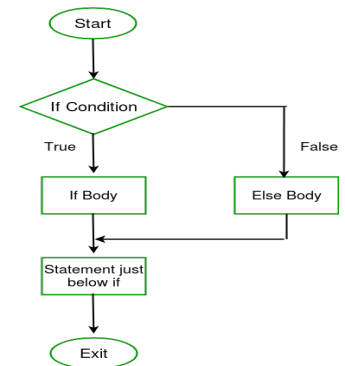 Start
If Condition
True
False
If Body
Else Body
Statement just
below if
Exit